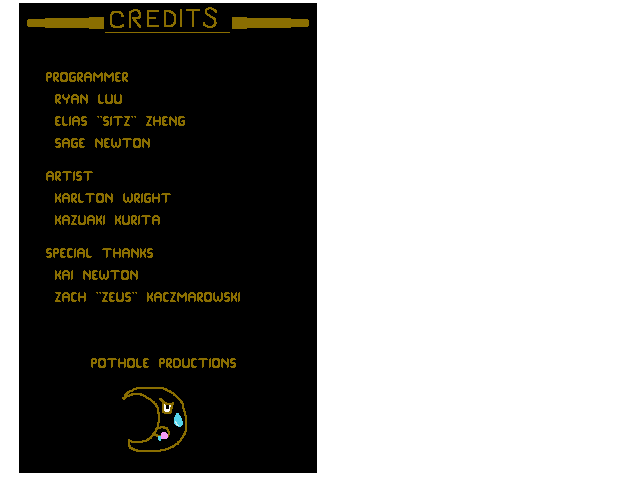 CREDITS
PROGRAMMER
RYAN LUU
ELIAS "SITZ" ZHENG
SAGE NEWTON
ARTIST
KARLTON WRIGHT
KAZUAKI KURITA
SPECIAL THANKS
KAI NEWTON
ZACH "ZEUS" KACZMAROWSKI
POTHOLE PRDUCTIONS